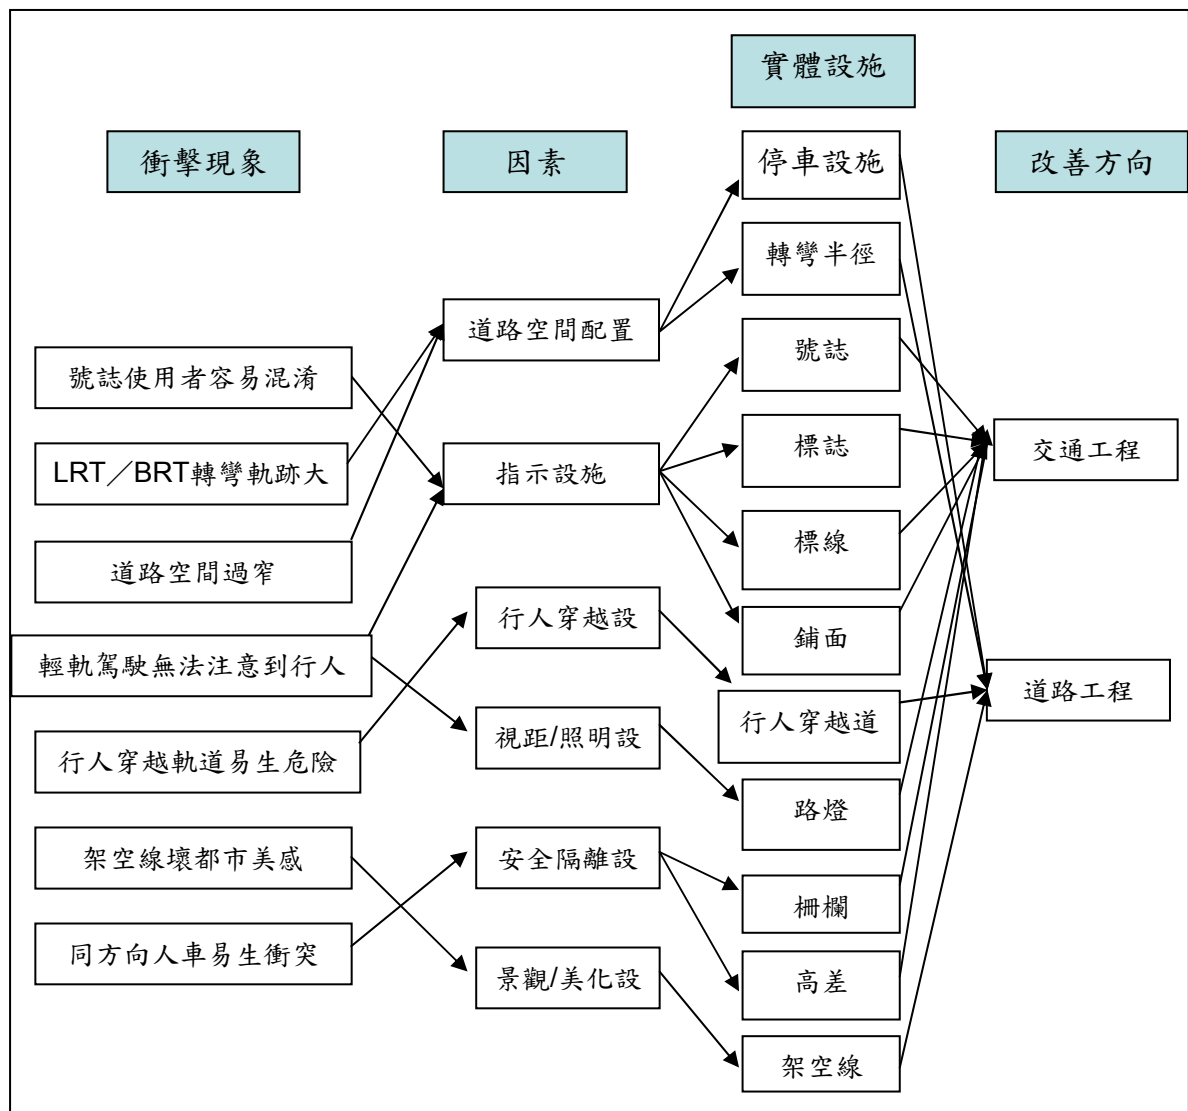 實體設施
衝擊現象
因素
改善方向
號誌使用者容易混淆
LRT／BRT轉彎軌跡大
道路空間過窄
輕軌駕駛無法注意到行人
行人穿越軌道易生危險
架空線壞都市美感
同方向人車易生衝突
道路空間配置
指示設施
行人穿越設
視距/照明設
安全隔離設
景觀/美化設
停車設施
轉彎半徑
號誌
標誌
標線
鋪面
行人穿越道
路燈
柵欄
高差
架空線
交通工程
道路工程